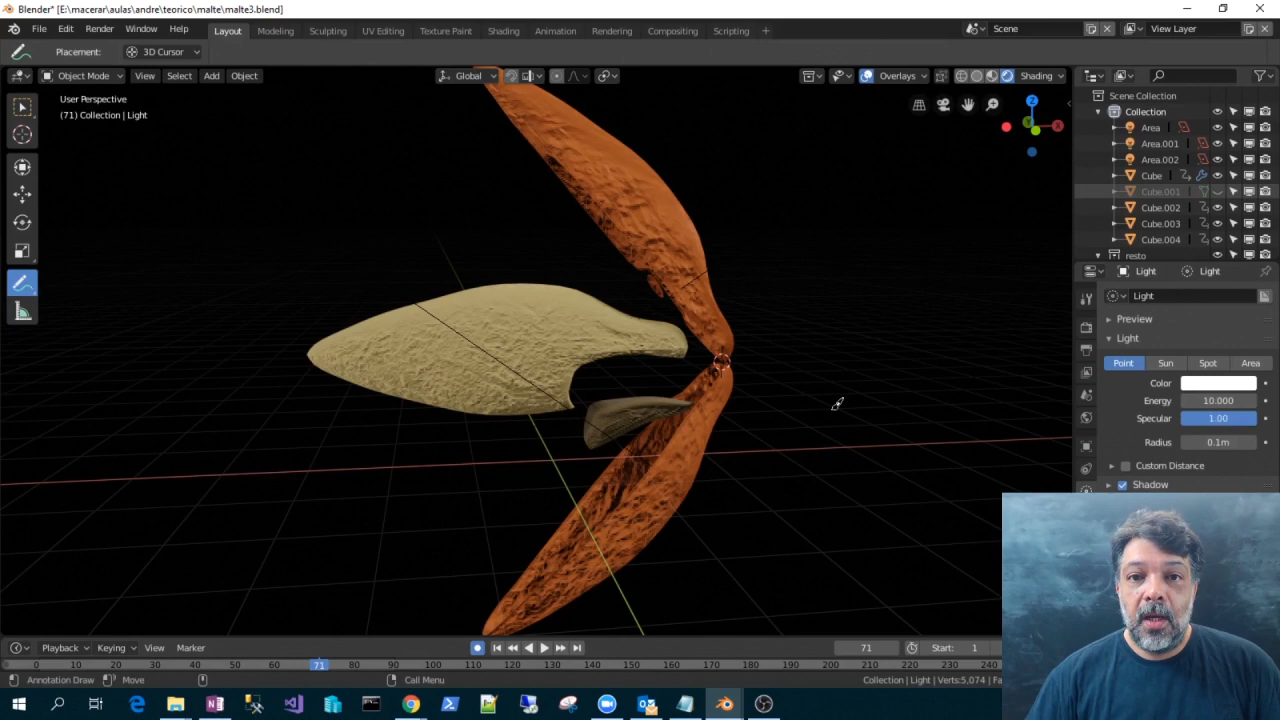 Blender* [E:\macerar\aulas\andre\teorico\malte\malte3.blend]
File Edit Render Window Help Layout Modeling Sculpting UV Editing Texture Paint Shading Animation Rendering Compositing Scripting + Scene View Layer
Placement: 3D Cursor
Object Mode View Select Add Object Global Overlays Shading
User Perspective
(71) Collection | Light
Z
X
Y
Scene Collection
Collection
Area
Area.001
Area.002
Cube
Cube.001
Cube.002
Cube.003
Cube.004
resto
Light Light
Light
Preview
Light
Point Sun Spot Area
Color
Energy 10.000
Specular 1.00
Radius 0.1m
Custom Distance
Shadow
Playback Keying View Marker 71 Start: 1
0 10 20 30 40 50 60 71 80 90 100 110 120 130 140 150 160 170 180 190 200 210 220 230 240
Annotation Draw Move Call Menu Collection | Light | Verts:5,074 | Fa